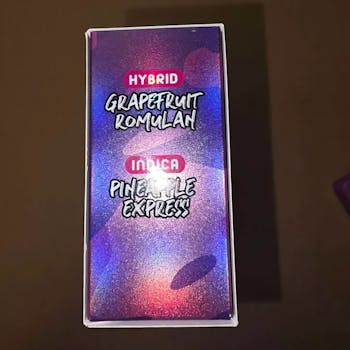 HYBRID
GRAPEFRUIT
ROMULAN
INDICA
PINEAPPLE
EXPRESS